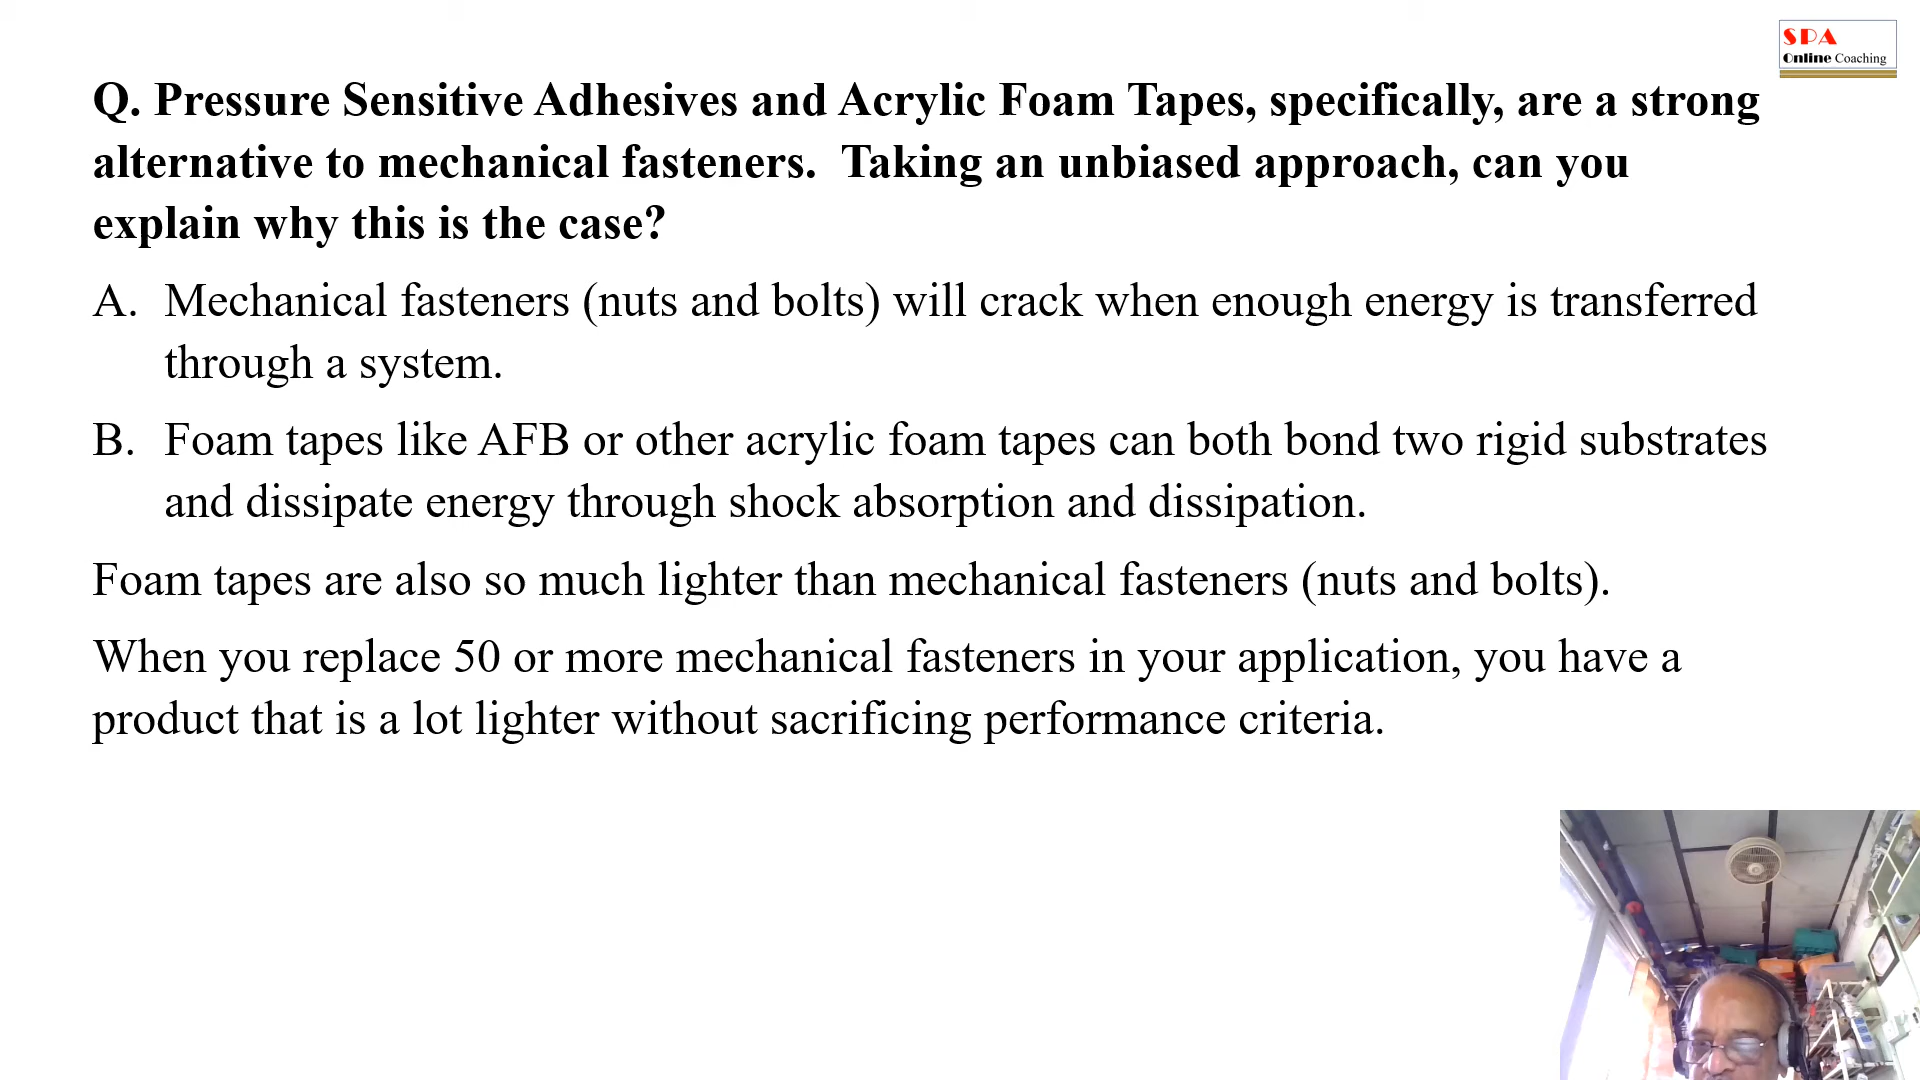 SPA
Online Coaching
Q. Pressure Sensitive Adhesives and Acrylic Foam Tapes, specifically, are a strong
alternative to mechanical fasteners.  Taking an unbiased approach, can you
explain why this is the case?
A. Mechanical fasteners (nuts and bolts) will crack when enough energy is transferred
through a system.
B. Foam tapes like AFB or other acrylic foam tapes can both bond two rigid substrates
and dissipate energy through shock absorption and dissipation.
Foam tapes are also so much lighter than mechanical fasteners (nuts and bolts).
When you replace 50 or more mechanical fasteners in your application, you have a
product that is a lot lighter without sacrificing performance criteria.